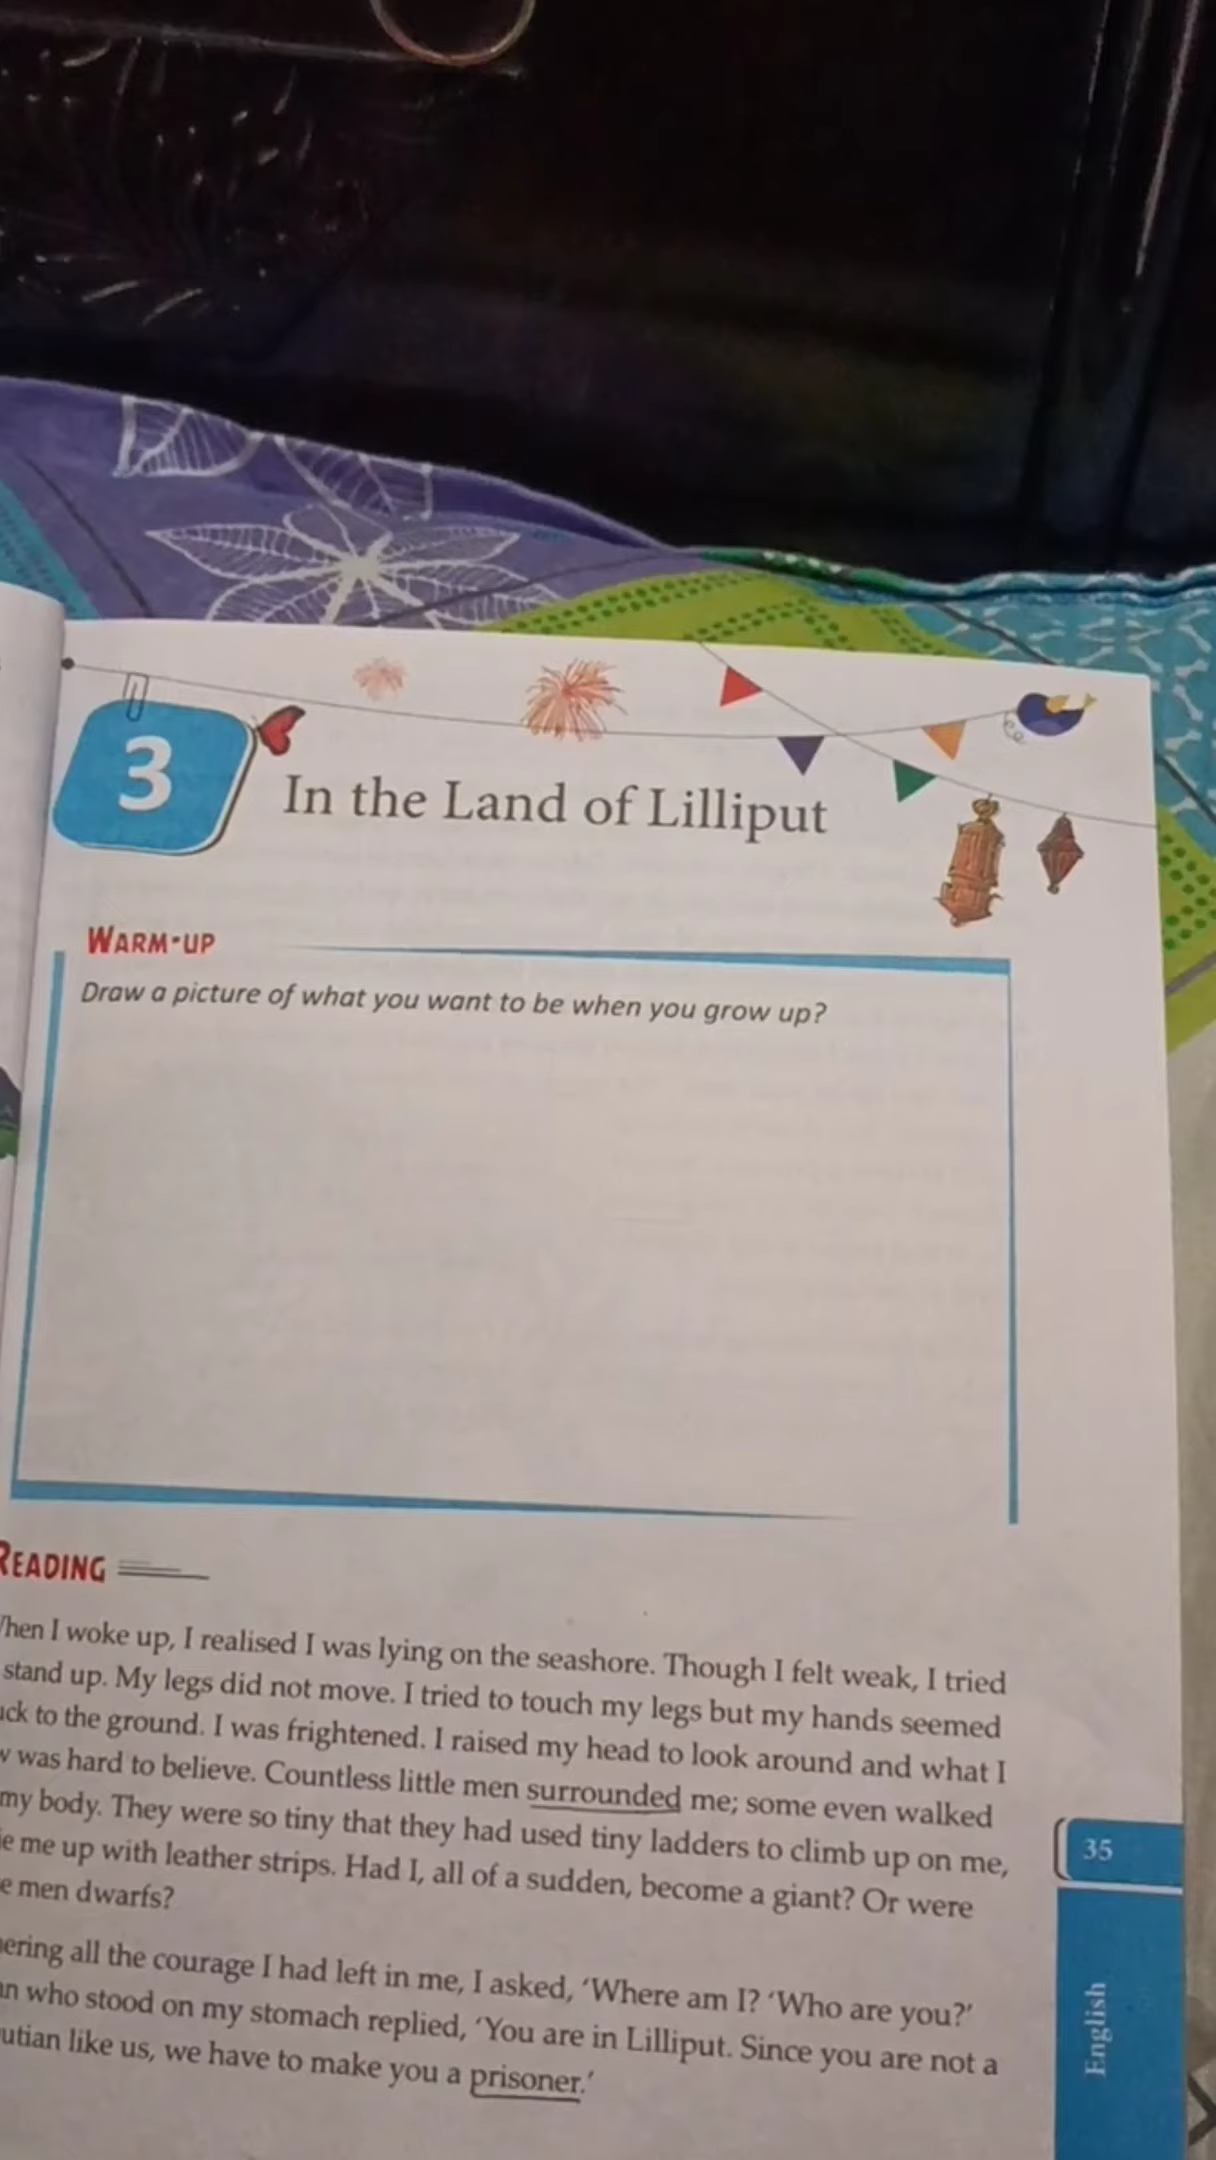 3
In the Land of Lilliput
WARM-UP
Draw a picture of what you want to be when you grow up?
READING
When I woke up, I realised I was lying on the seashore. Though I felt weak, I tried
stand up. My legs did not move. I tried to touch my legs but my hands seemed
to the ground. I was frightened. I raised my head to look around and what I
was hard to believe. Countless little men surrounded me; some even walked
my body. They were so tiny that they had used tiny ladders to climb up on me,
me up with leather strips. Had I, all of a sudden, become a giant? Or were
men dwarfs?
all the courage I had left in me, I asked, ‘Where am I? ‘Who are you?’
who stood on my stomach replied, ‘You are in Lilliput. Since you are not a
like us, we have to make you a prisoner.’
35
English